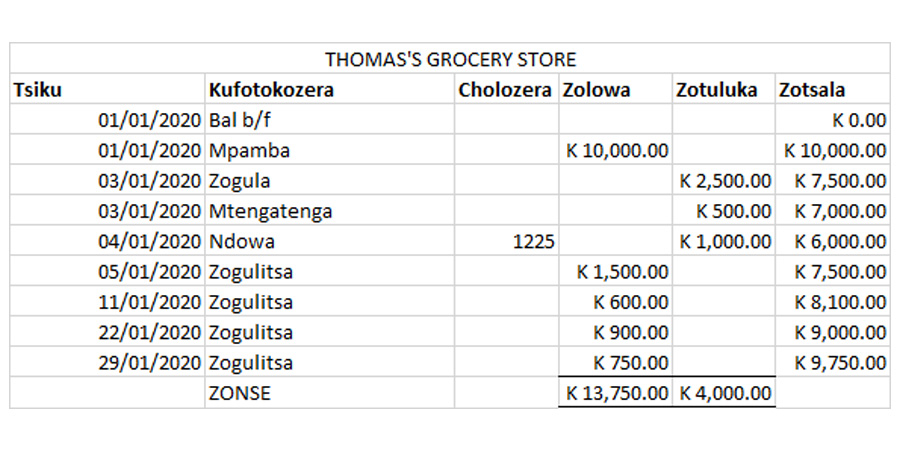 THOMAS'S GROCERY STORE
Tsiku Kufotokozera Cholozera Zolowa Zotuluka Zotsala
01/01/2020 Bal b/f K 0.00
01/01/2020 Mpamba K 10,000.00 K 10,000.00
03/01/2020 Zogula K 2,500.00 K 7,500.00
03/01/2020 Mtengatenga K 500.00 K 7,000.00
04/01/2020 Ndowa 1225 K 1,000.00 K 6,000.00
05/01/2020 Zogulitsa K 1,500.00 K 7,500.00
11/01/2020 Zogulitsa K 600.00 K 8,100.00
22/01/2020 Zogulitsa K 900.00 K 9,000.00
29/01/2020 Zogulitsa K 750.00 K 9,750.00
ZONSE K 13,750.00 K 4,000.00